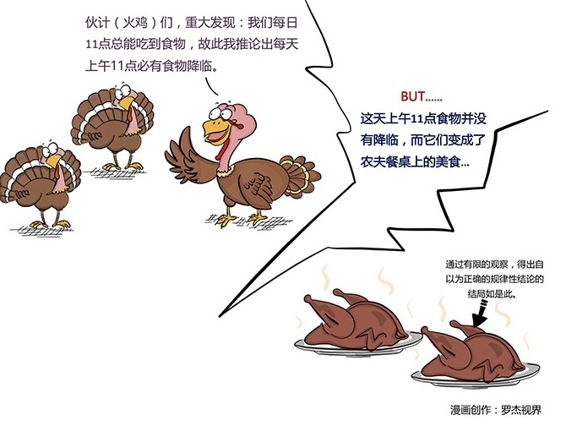 伙计（火鸡）们，重大发现：我们每日
11点总能吃到食物，故此我推论出每天
上午11点必有食物降临。
BUT......
这天上午11点食物并没
有降临，而它们变成了
农夫餐桌上的美食...
通过有限的观察，得出自
以为正确的规律性结论的
结局如是此。
漫画创作：罗杰视界